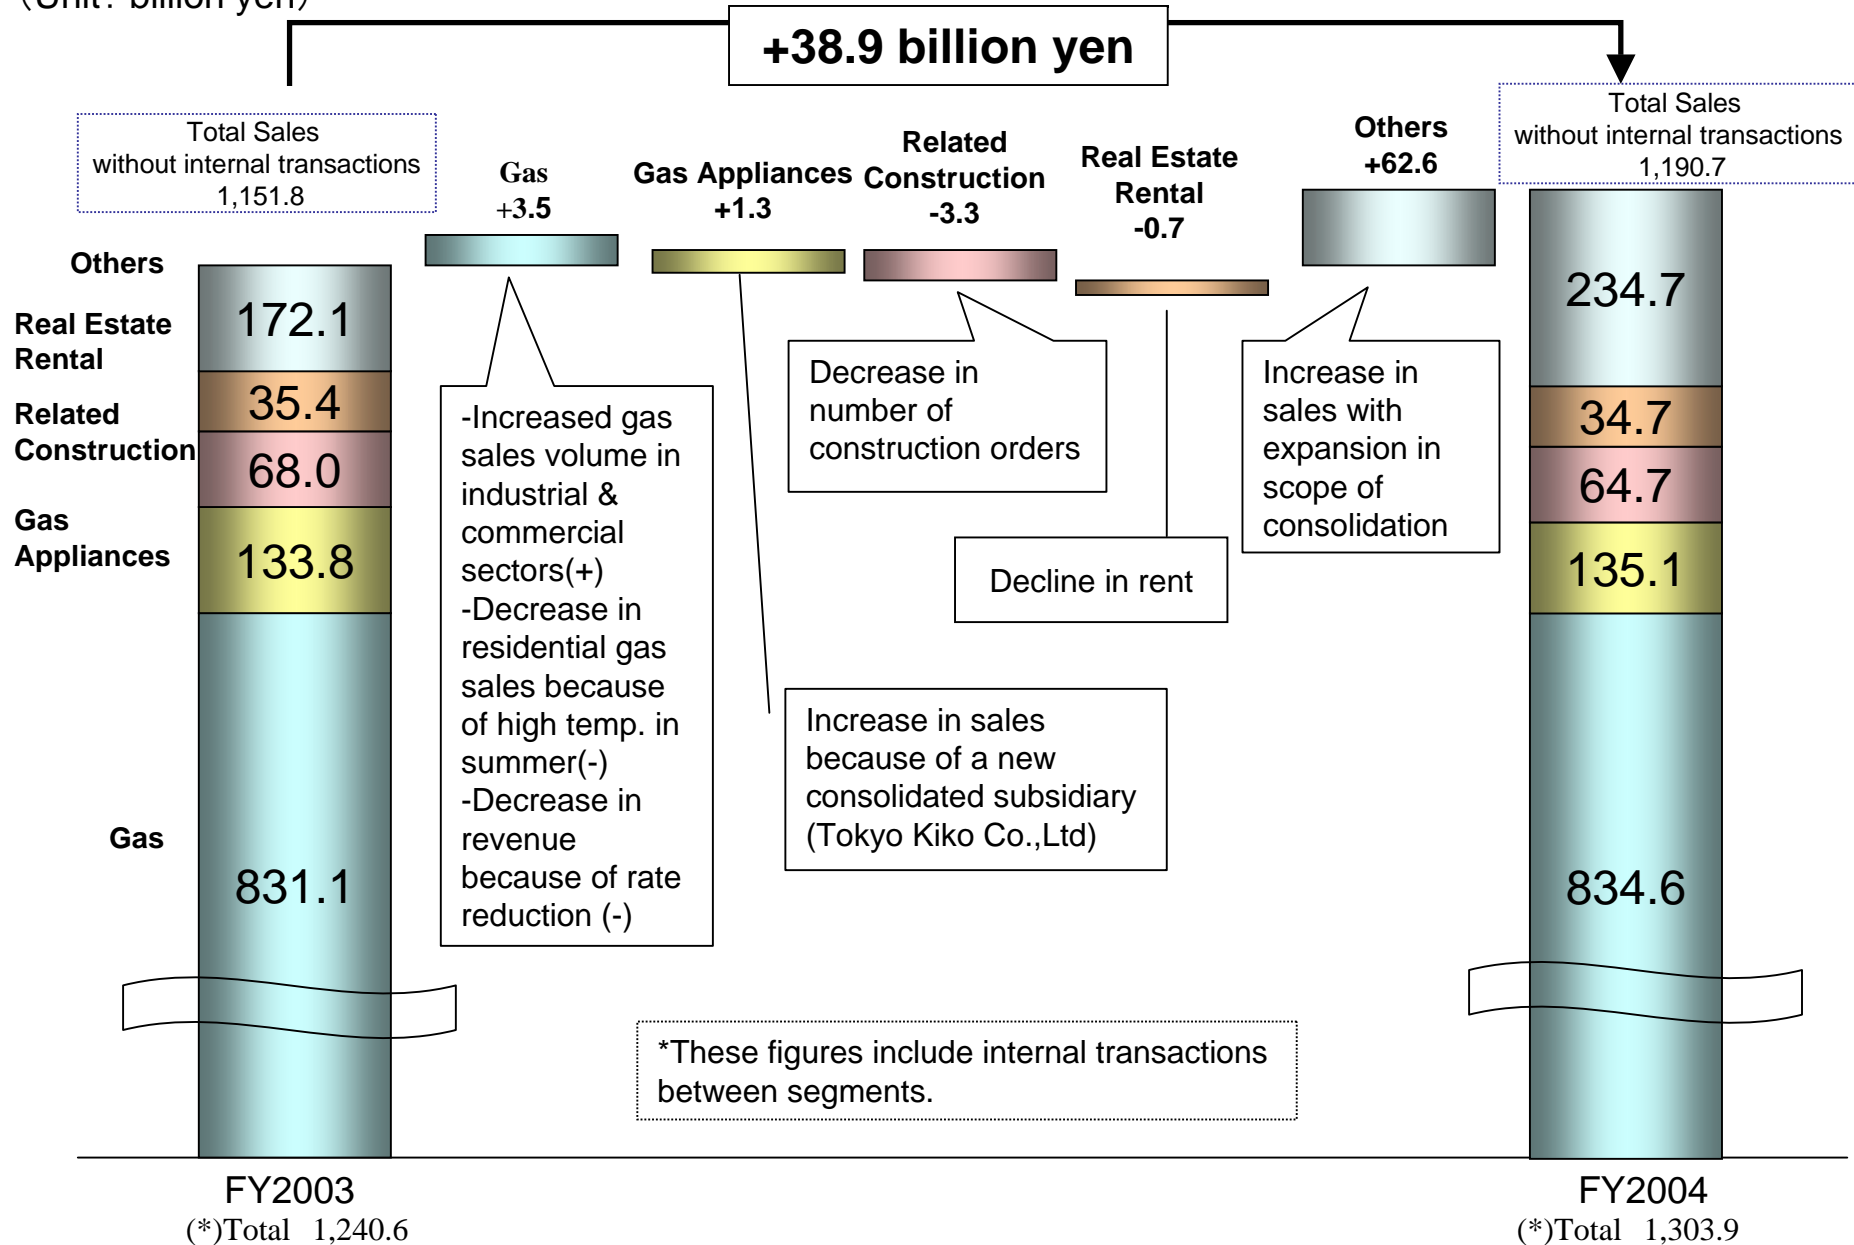 (Unit: billion yen)
+38.9 billion yen
Total Sales
without internal transactions
1,151.8
Gas
+3.5
Gas Appliances
+1.3
Related
Construction
-3.3
Real Estate
Rental
-0.7
Others
+62.6
Total Sales
without internal transactions
1,190.7
Others
Real Estate
Rental
Related
Construction
Gas
Appliances
Gas
172.1
35.4
68.0
133.8
831.1
-Increased gas
sales volume in
industrial &
commercial
sectors(+)
-Decrease in
residential gas
sales because
of high temp. in
summer(-)
-Decrease in
revenue
because of rate
reduction (-)
Increase in sales
because of a new
consolidated subsidiary
(Tokyo Kiko Co.,Ltd)
Decrease in
number of
construction orders
Decline in rent
Increase in
sales with
expansion in
scope of
consolidation
234.7
34.7
64.7
135.1
834.6
*These figures include internal transactions
between segments.
FY2003
(*)Total 1,240.6
FY2004
(*)Total 1,303.9